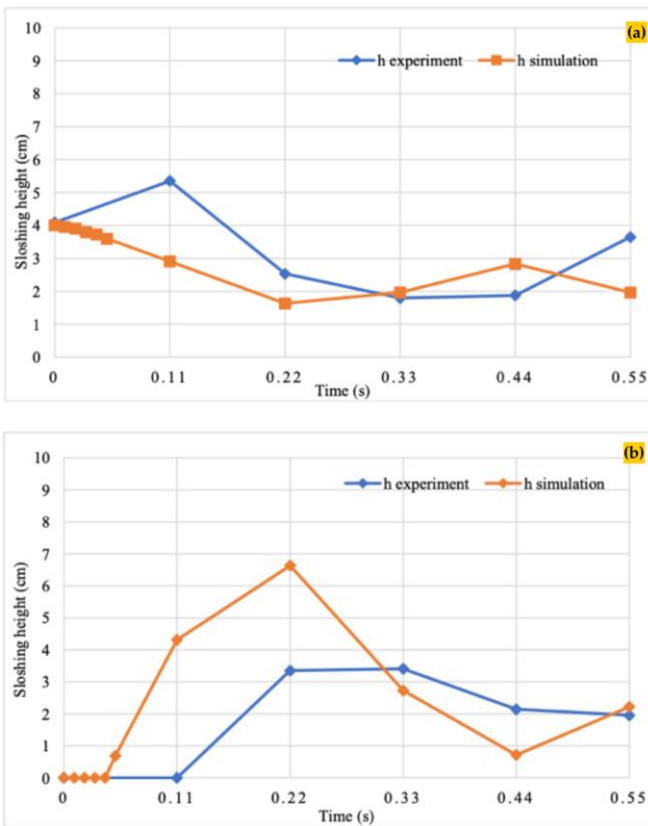 10
(a)
h experiment h simulation
9
8
7
6
5
4
3
2
1
0
Sloshing height (cm)
0 0.11 0.22 0.33 0.44 0.55
Time (s)
10
(b)
h experiment h simulation
9
8
7
6
5
4
3
2
1
0
Sloshing height (cm)
0 0.11 0.22 0.33 0.44 0.55
Time (s)